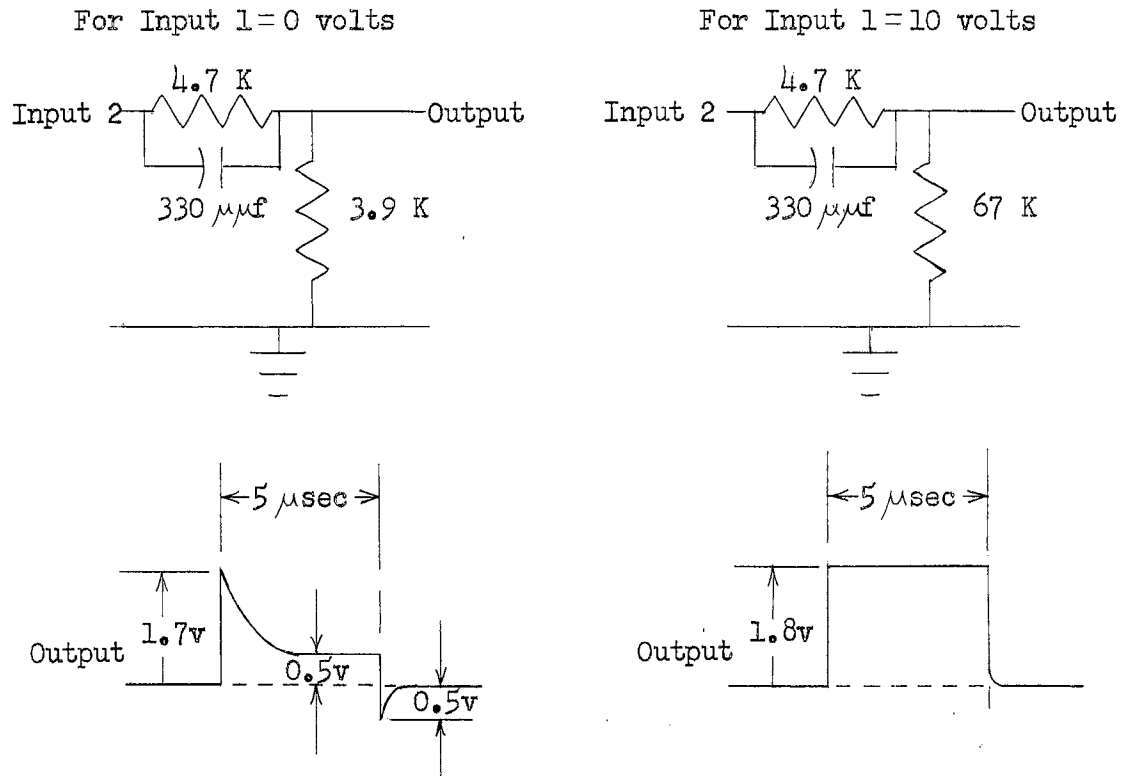 For Input 1=0 volts
4.7 K
Input 2
Output
330 μμf
3.9 K
5 μsec
1.7v
Output
0.5v
0.5v
For Input 1=10 volts
4.7 K
Input 2
Output
330 μμf
67 K
5 μsec
1.8v
Output